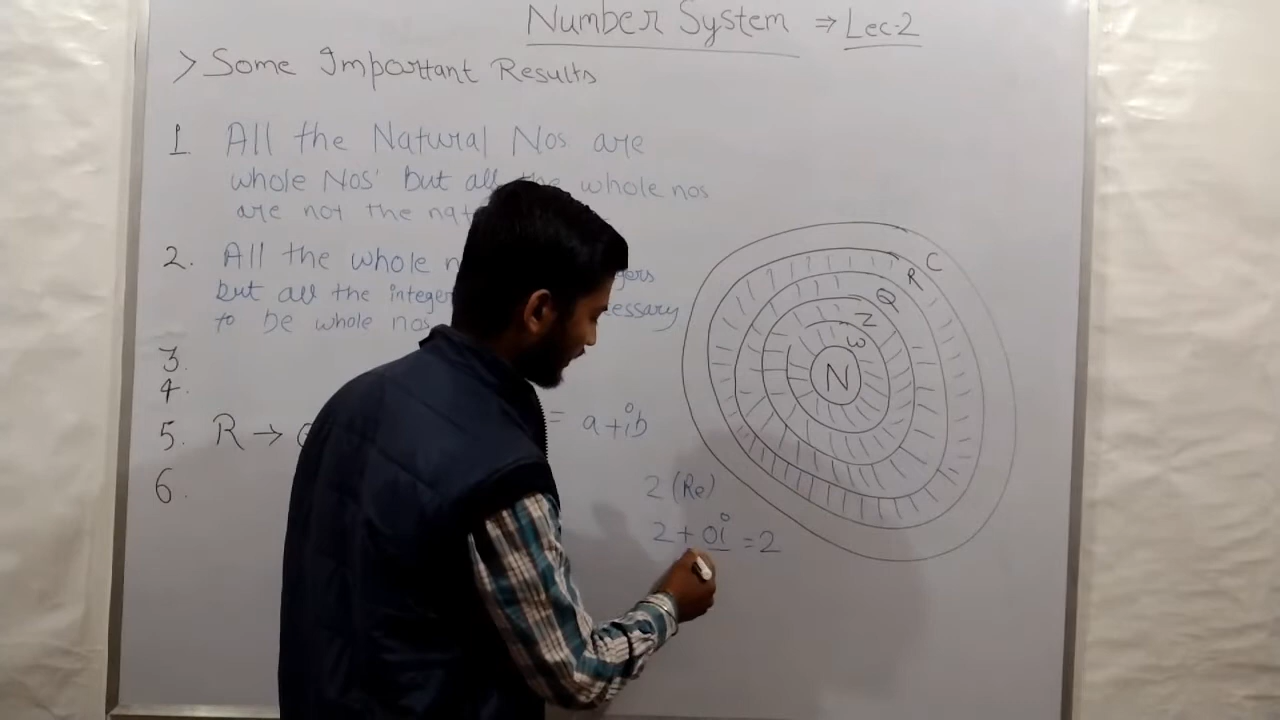 Number System ⇒ Lec-2
> Some Important Results
1 All the Natural Nos. are
whole Nos' but all the whole nos
are not the nat
2. All the whole n gers
but all the integer essary
to be whole nos
3.
4.
5. R → = a+ib
6.
2 (Re)
2 + 0i = 2
C
R
Q
Z
W
N